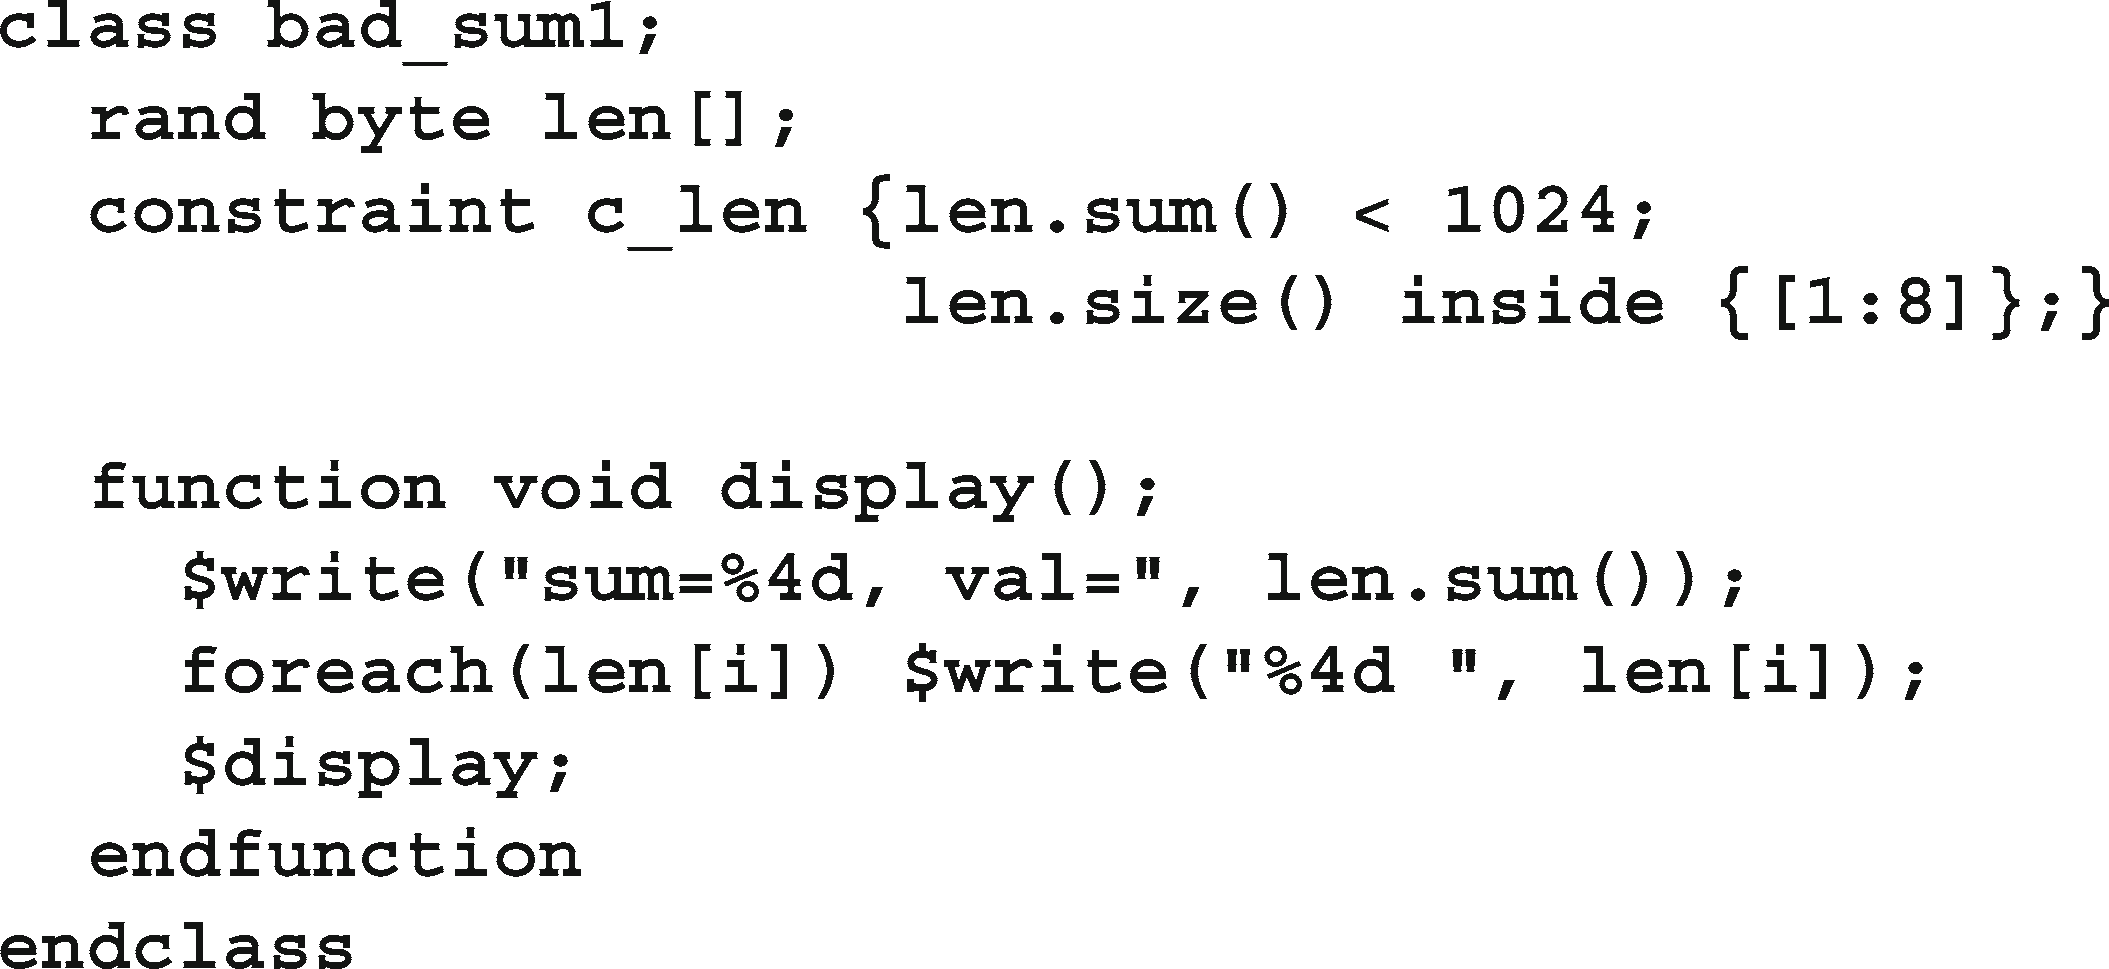 class bad_sum1;
  rand byte len[];
  constraint c_len {len.sum() < 1024;
                    len.size() inside {[1:8]};}

  function void display();
    $write("sum=%4d, val=", len.sum());
    foreach(len[i]) $write("%4d ", len[i]);
    $display;
  endfunction
endclass